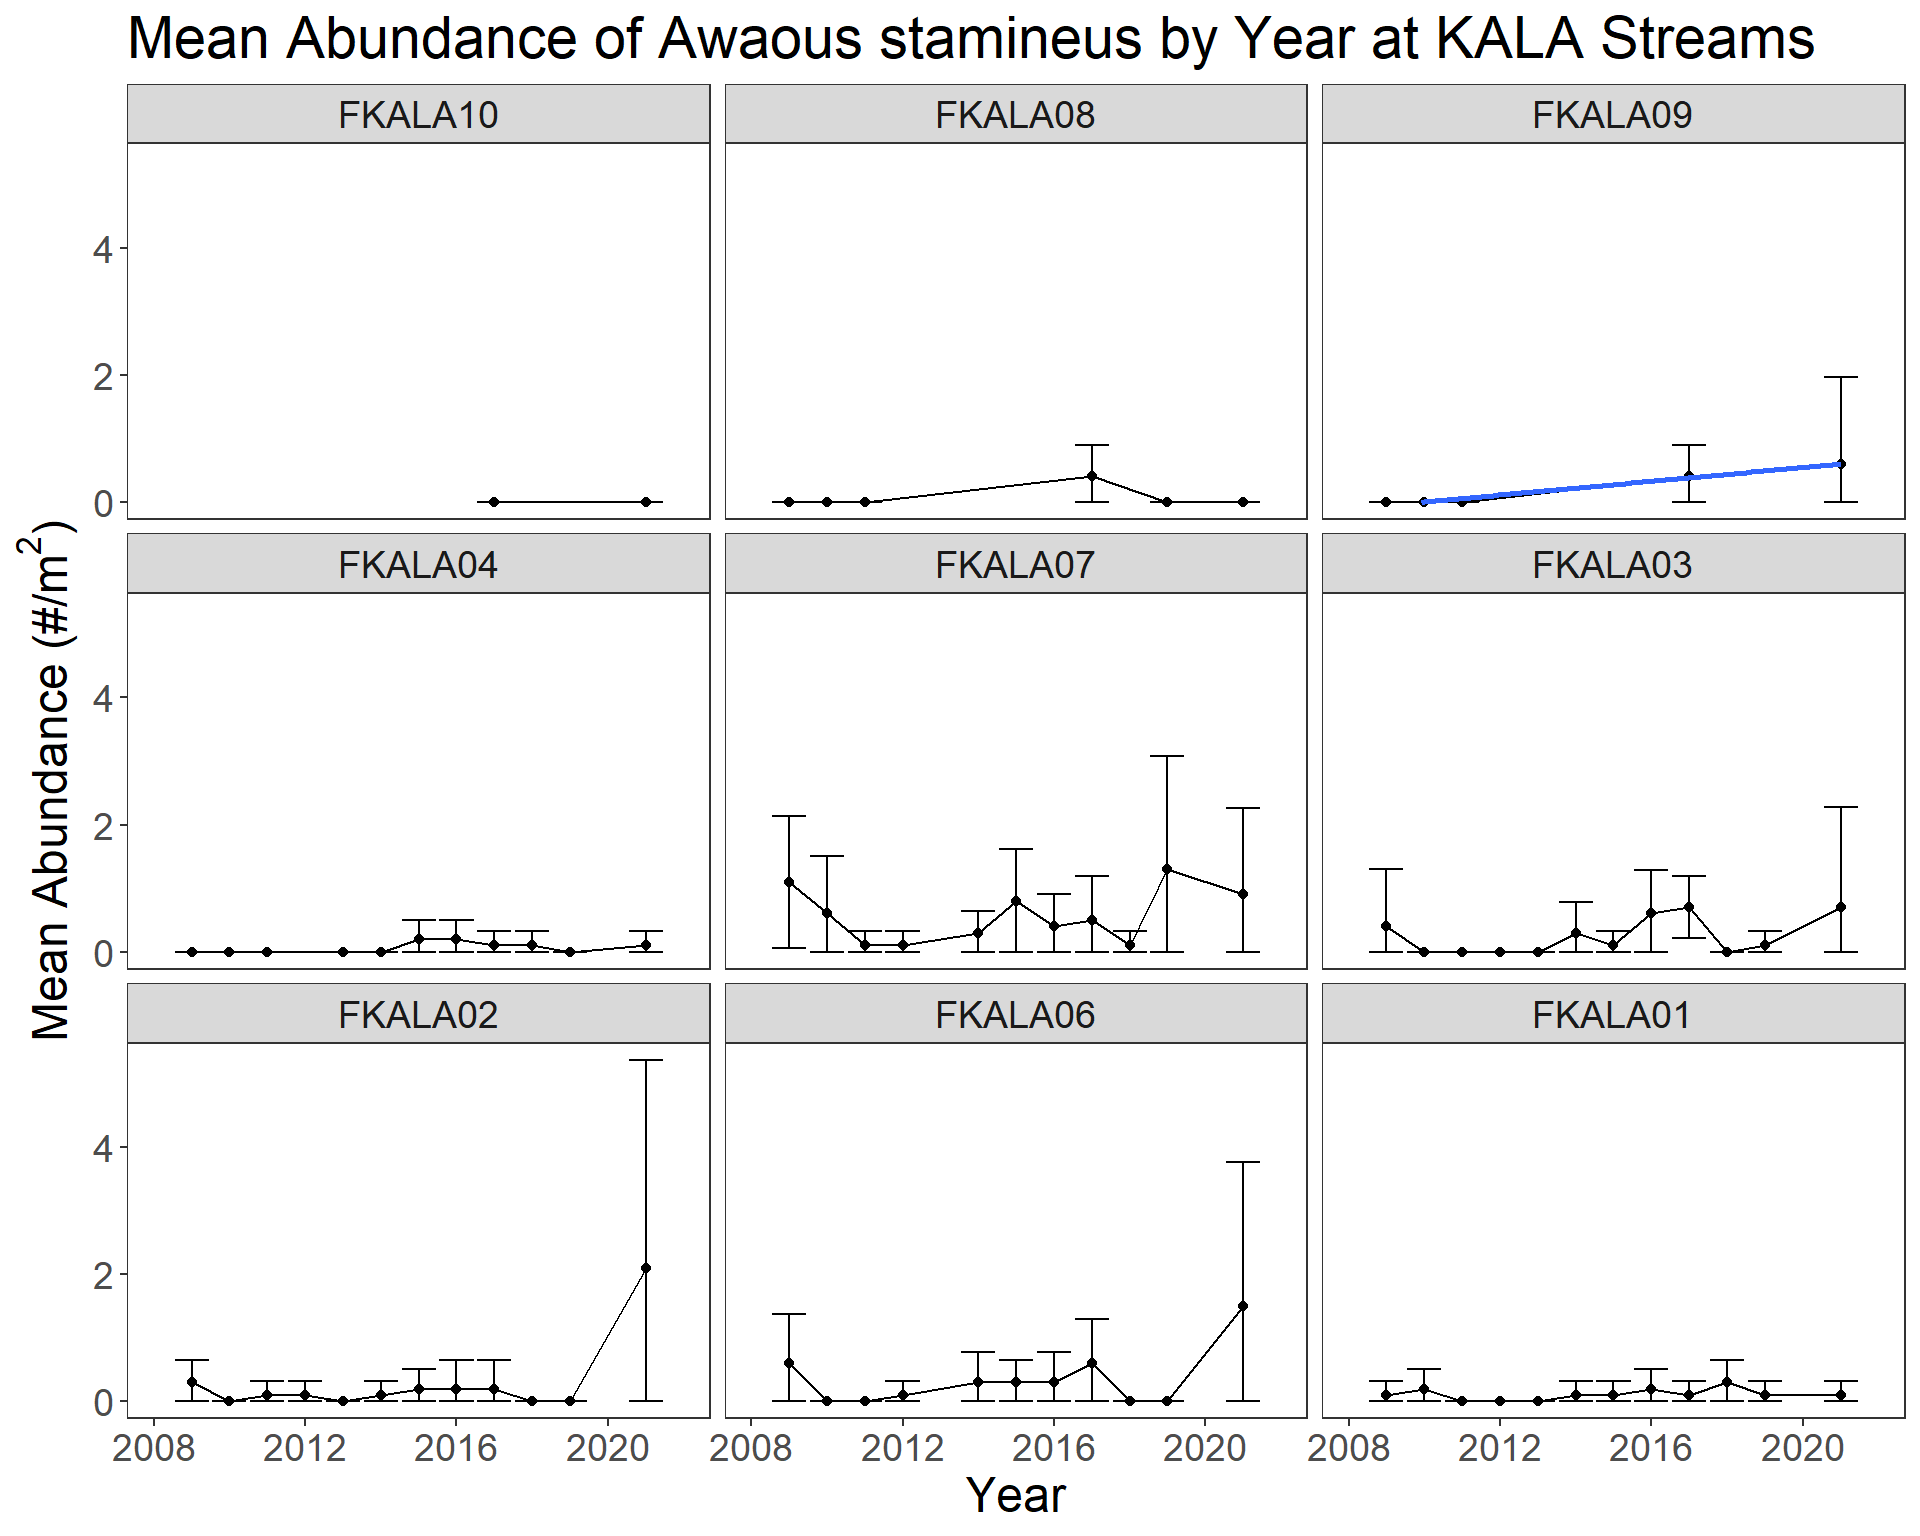 Mean Abundance of Awaous stamineus by Year at KALA Streams
FKALA10 FKALA08 FKALA09
4
2
0
FKALA04 FKALA07 FKALA03
4
2
0
FKALA02 FKALA06 FKALA01
4
2
0
2008 2012 2016 2020 2008 2012 2016 2020 2008 2012 2016 2020
Year
Mean Abundance (#/m²)